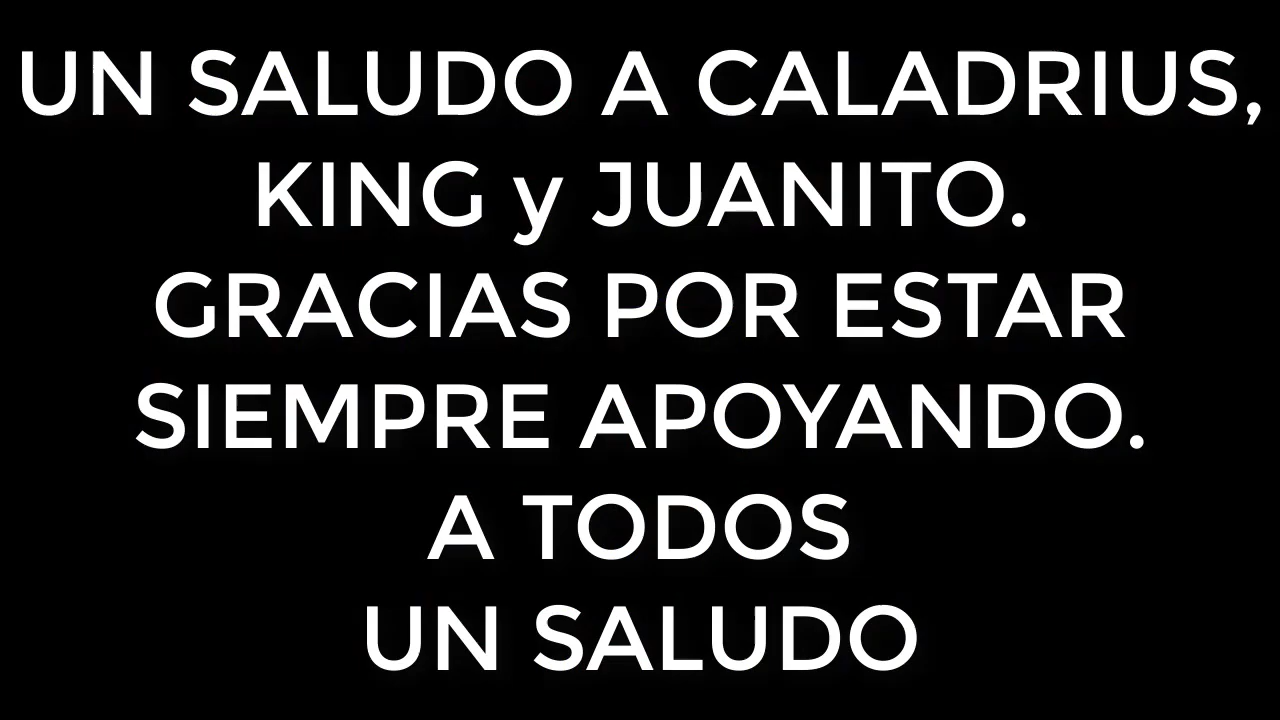 UN SALUDO A CALADRIUS,
KING y JUANITO.
GRACIAS POR ESTAR
SIEMPRE APOYANDO.
A TODOS
UN SALUDO